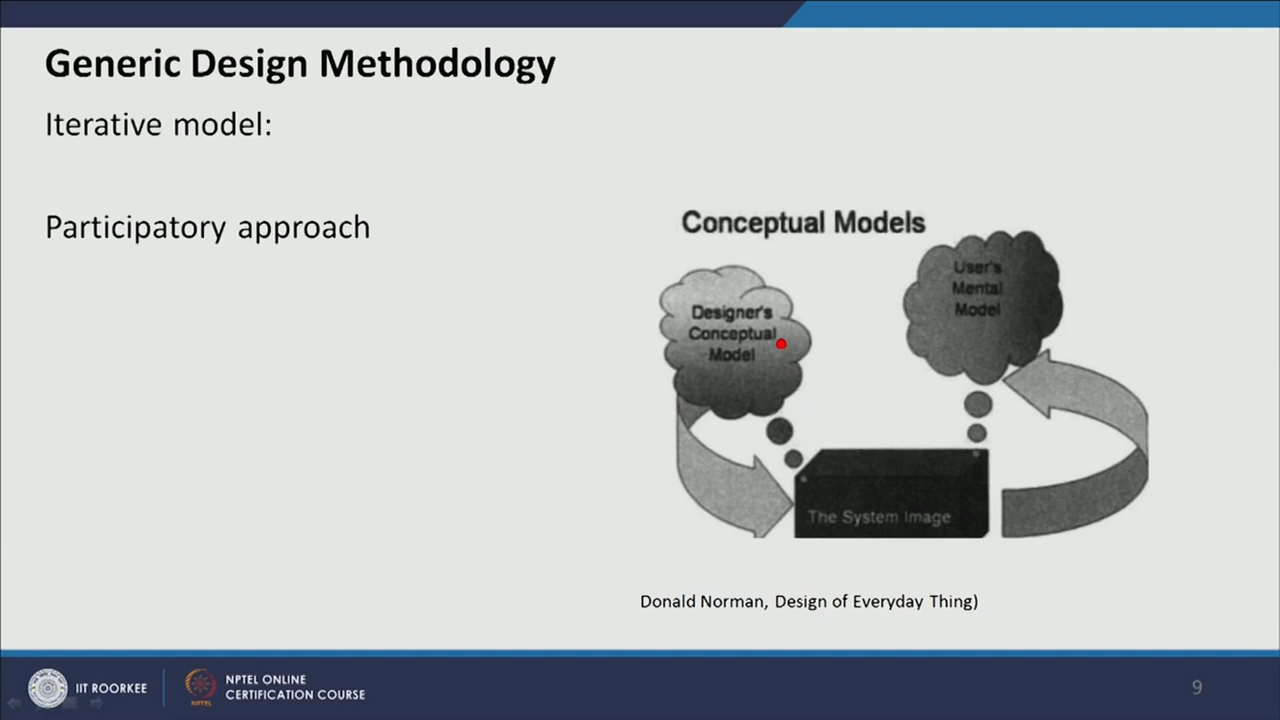 Generic Design Methodology
Iterative model:
Participatory approach
Conceptual Models
Designer's
Conceptual
Model
User's
Mental
Model
The System Image
Donald Norman, Design of Everyday Thing)
IIT ROORKEE
NPTEL
NPTEL ONLINE
CERTIFICATION COURSE
9